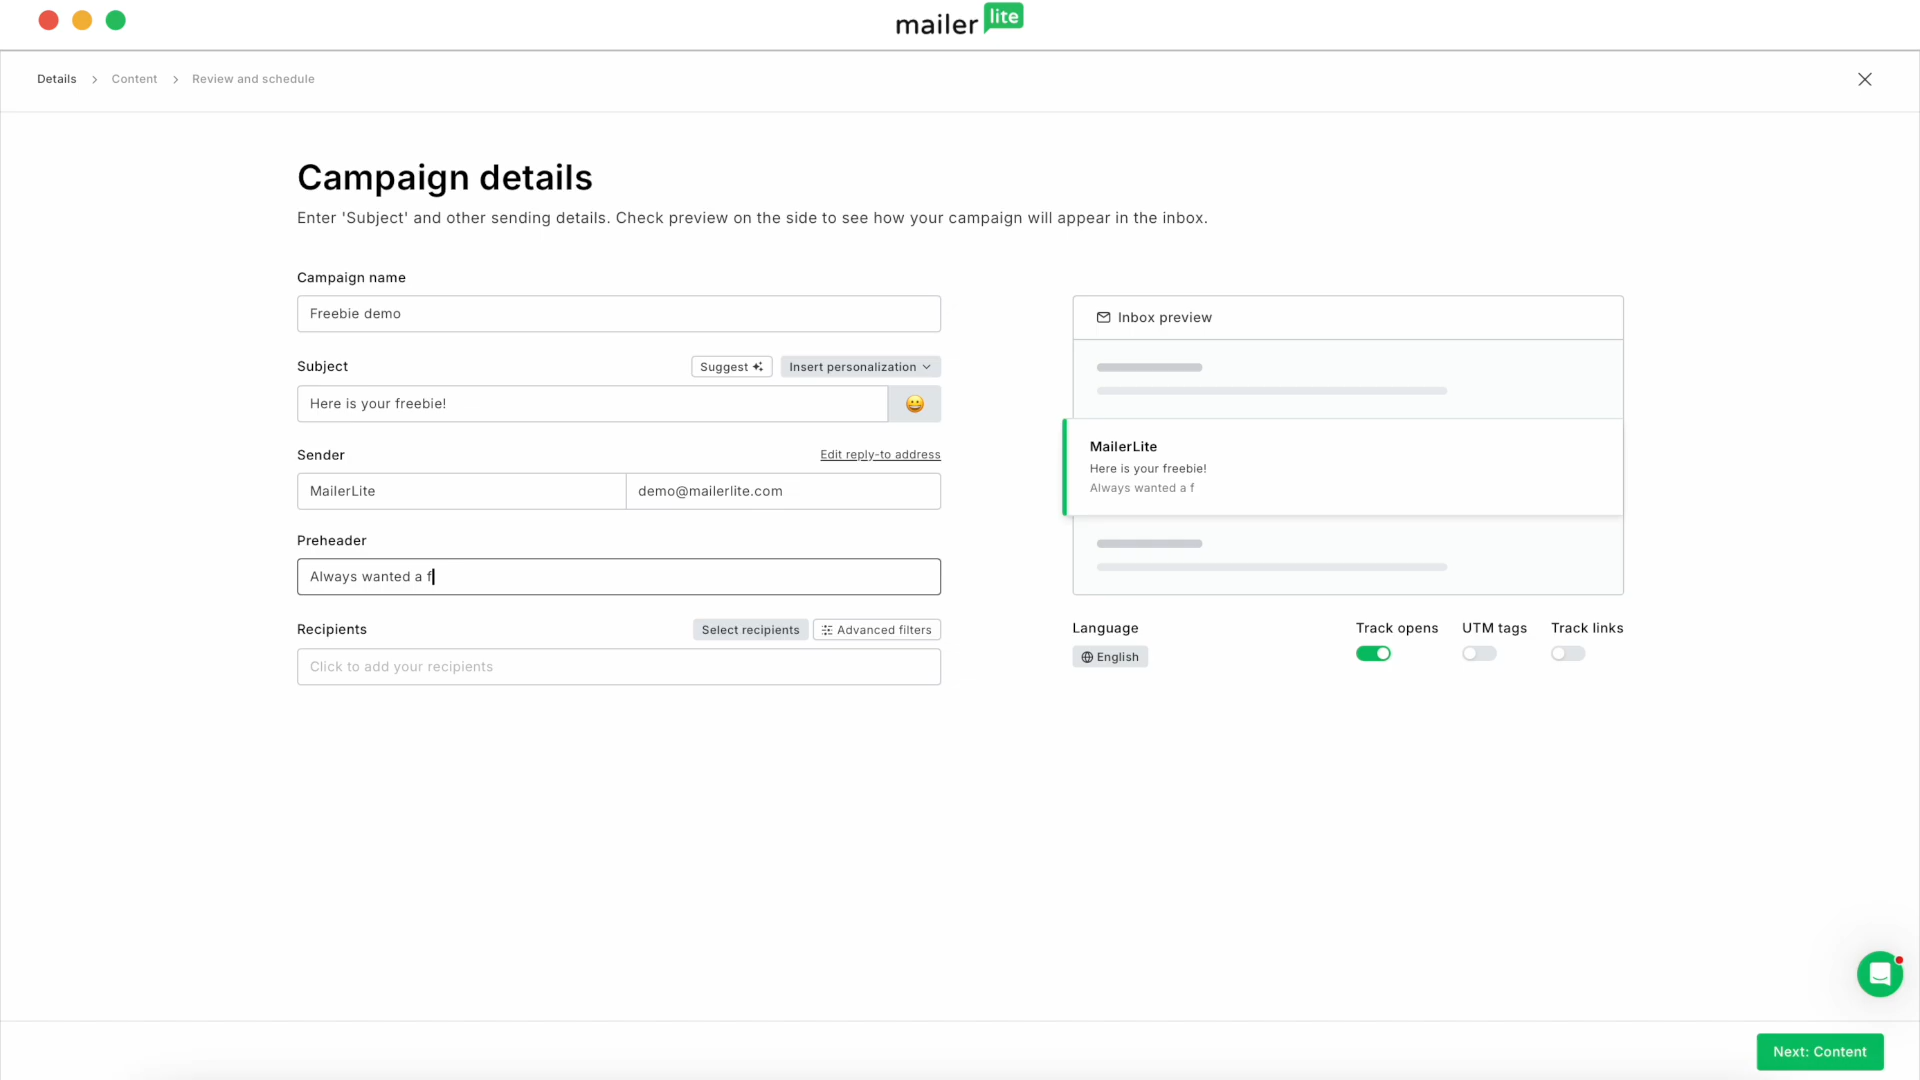 mailer lite
Details > Content > Review and schedule
Campaign details
Enter 'Subject' and other sending details. Check preview on the side to see how your campaign will appear in the inbox.
Campaign name
Freebie demo
Subject
Suggest
Insert personalization
Here is your freebie!
Sender
Edit reply-to address
MailerLite
demo@mailerlite.com
Preheader
Always wanted a f
Recipients
Select recipients
Advanced filters
Click to add your recipients
Inbox preview
MailerLite
Here is your freebie!
Always wanted a f
Language
English
Track opens
UTM tags
Track links
Next: Content